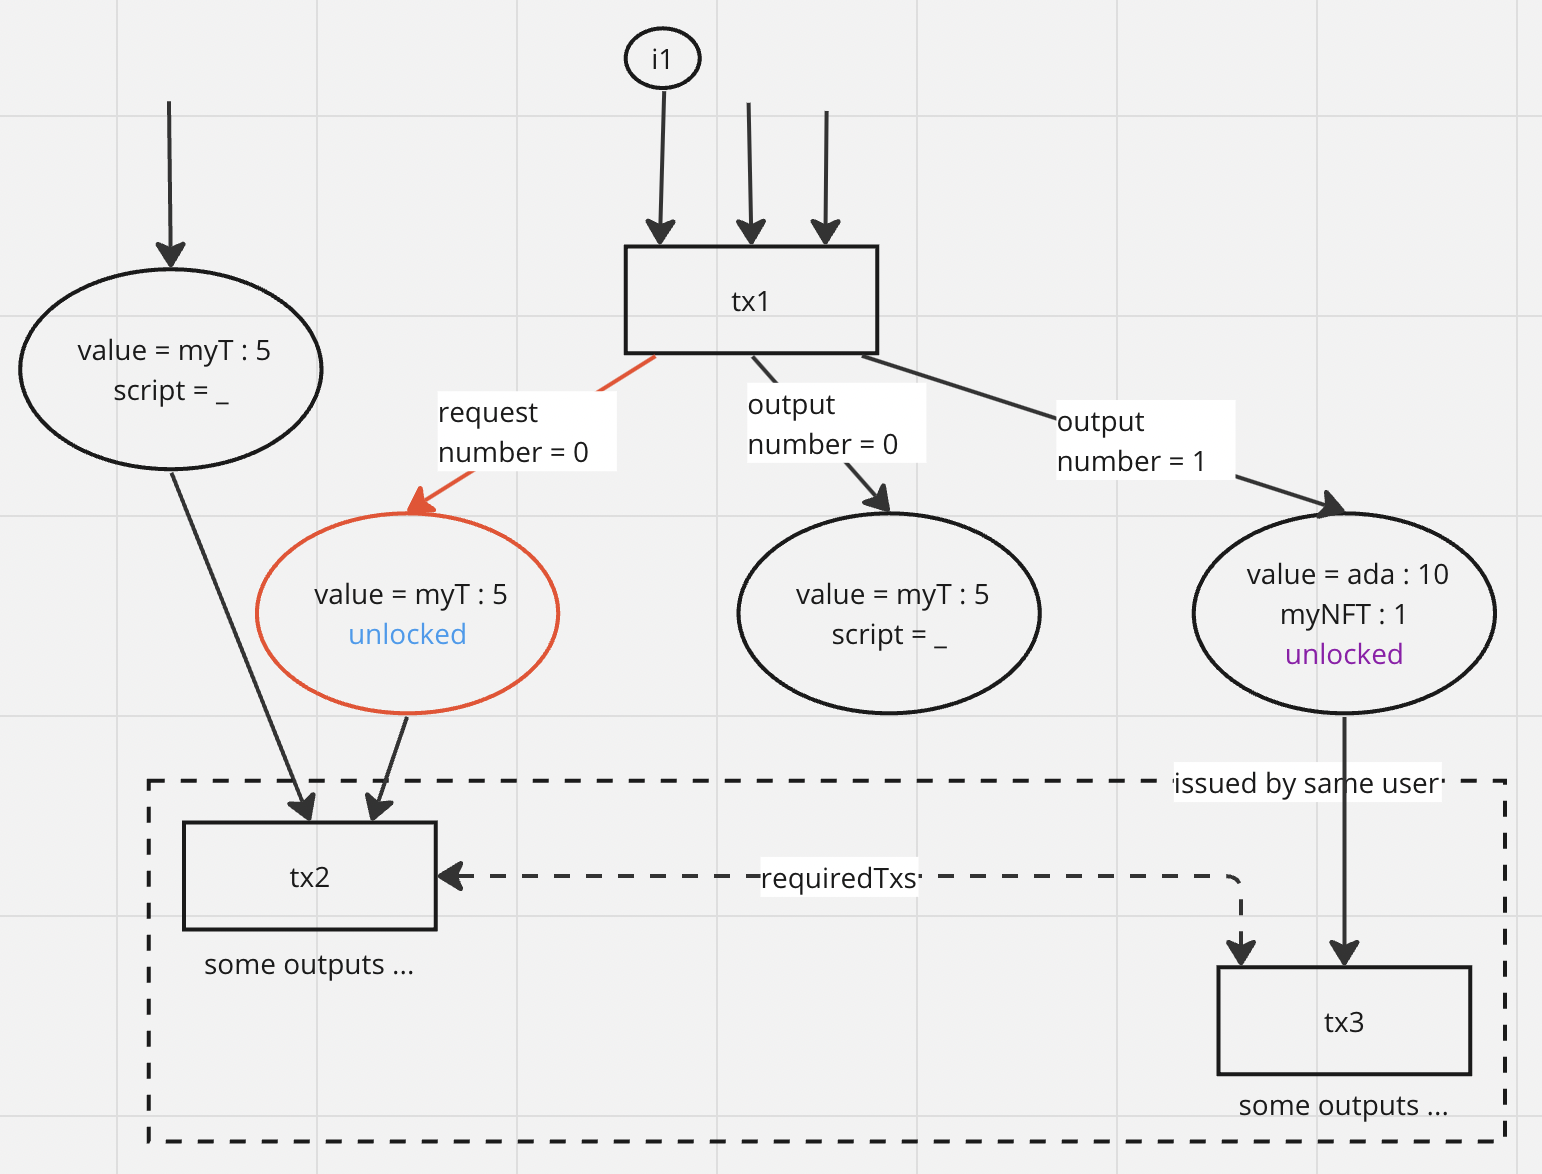 i1
tx1
value = myT : 5
script = _
request
number = 0
output
number = 0
output
number = 1
value = myT : 5
unlocked
value = myT : 5
script = _
value = ada : 10
myNFT : 1
unlocked
issued by same user
tx2
requiredTxs
some outputs ...
tx3
some outputs ...